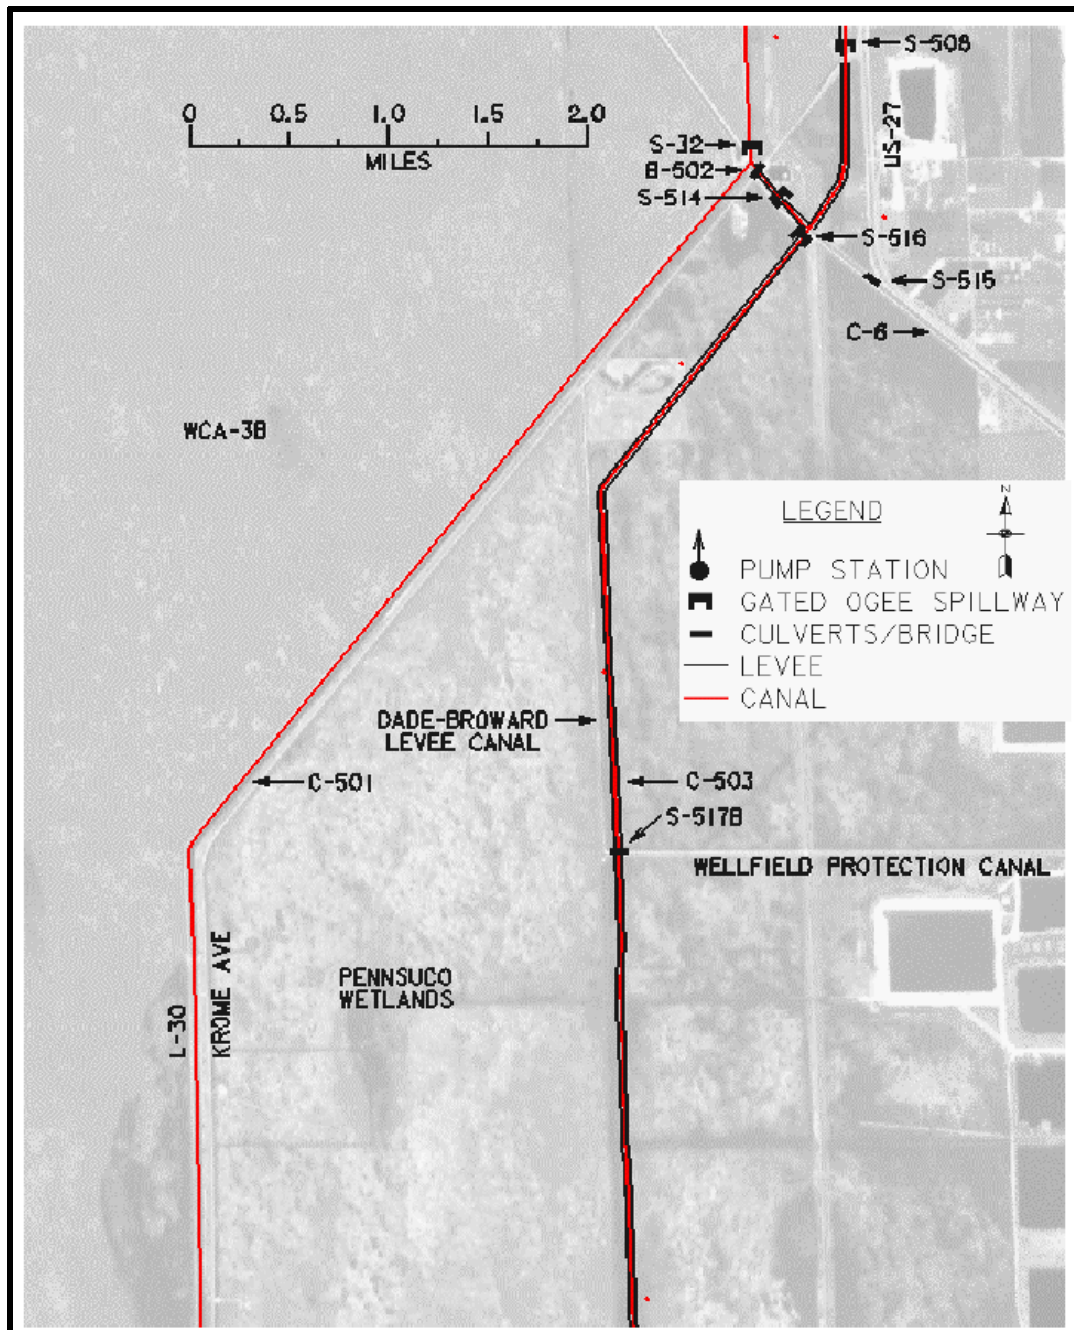 S-508
0 0.5 1.0 1.5 2.0
MILES
US-27
S-32
B-502
S-514
S-516
S-515
C-6
WCA-3B
LEGEND
N
PUMP STATION
GATED OGEE SPILLWAY
CULVERTS/BRIDGE
LEVEE
CANAL
DADE-BROWARD
LEVEE CANAL
C-501
C-503
S-517B
WELLFIELD PROTECTION CANAL
PENNSUCO
WETLANDS
L-30
KROME AVE